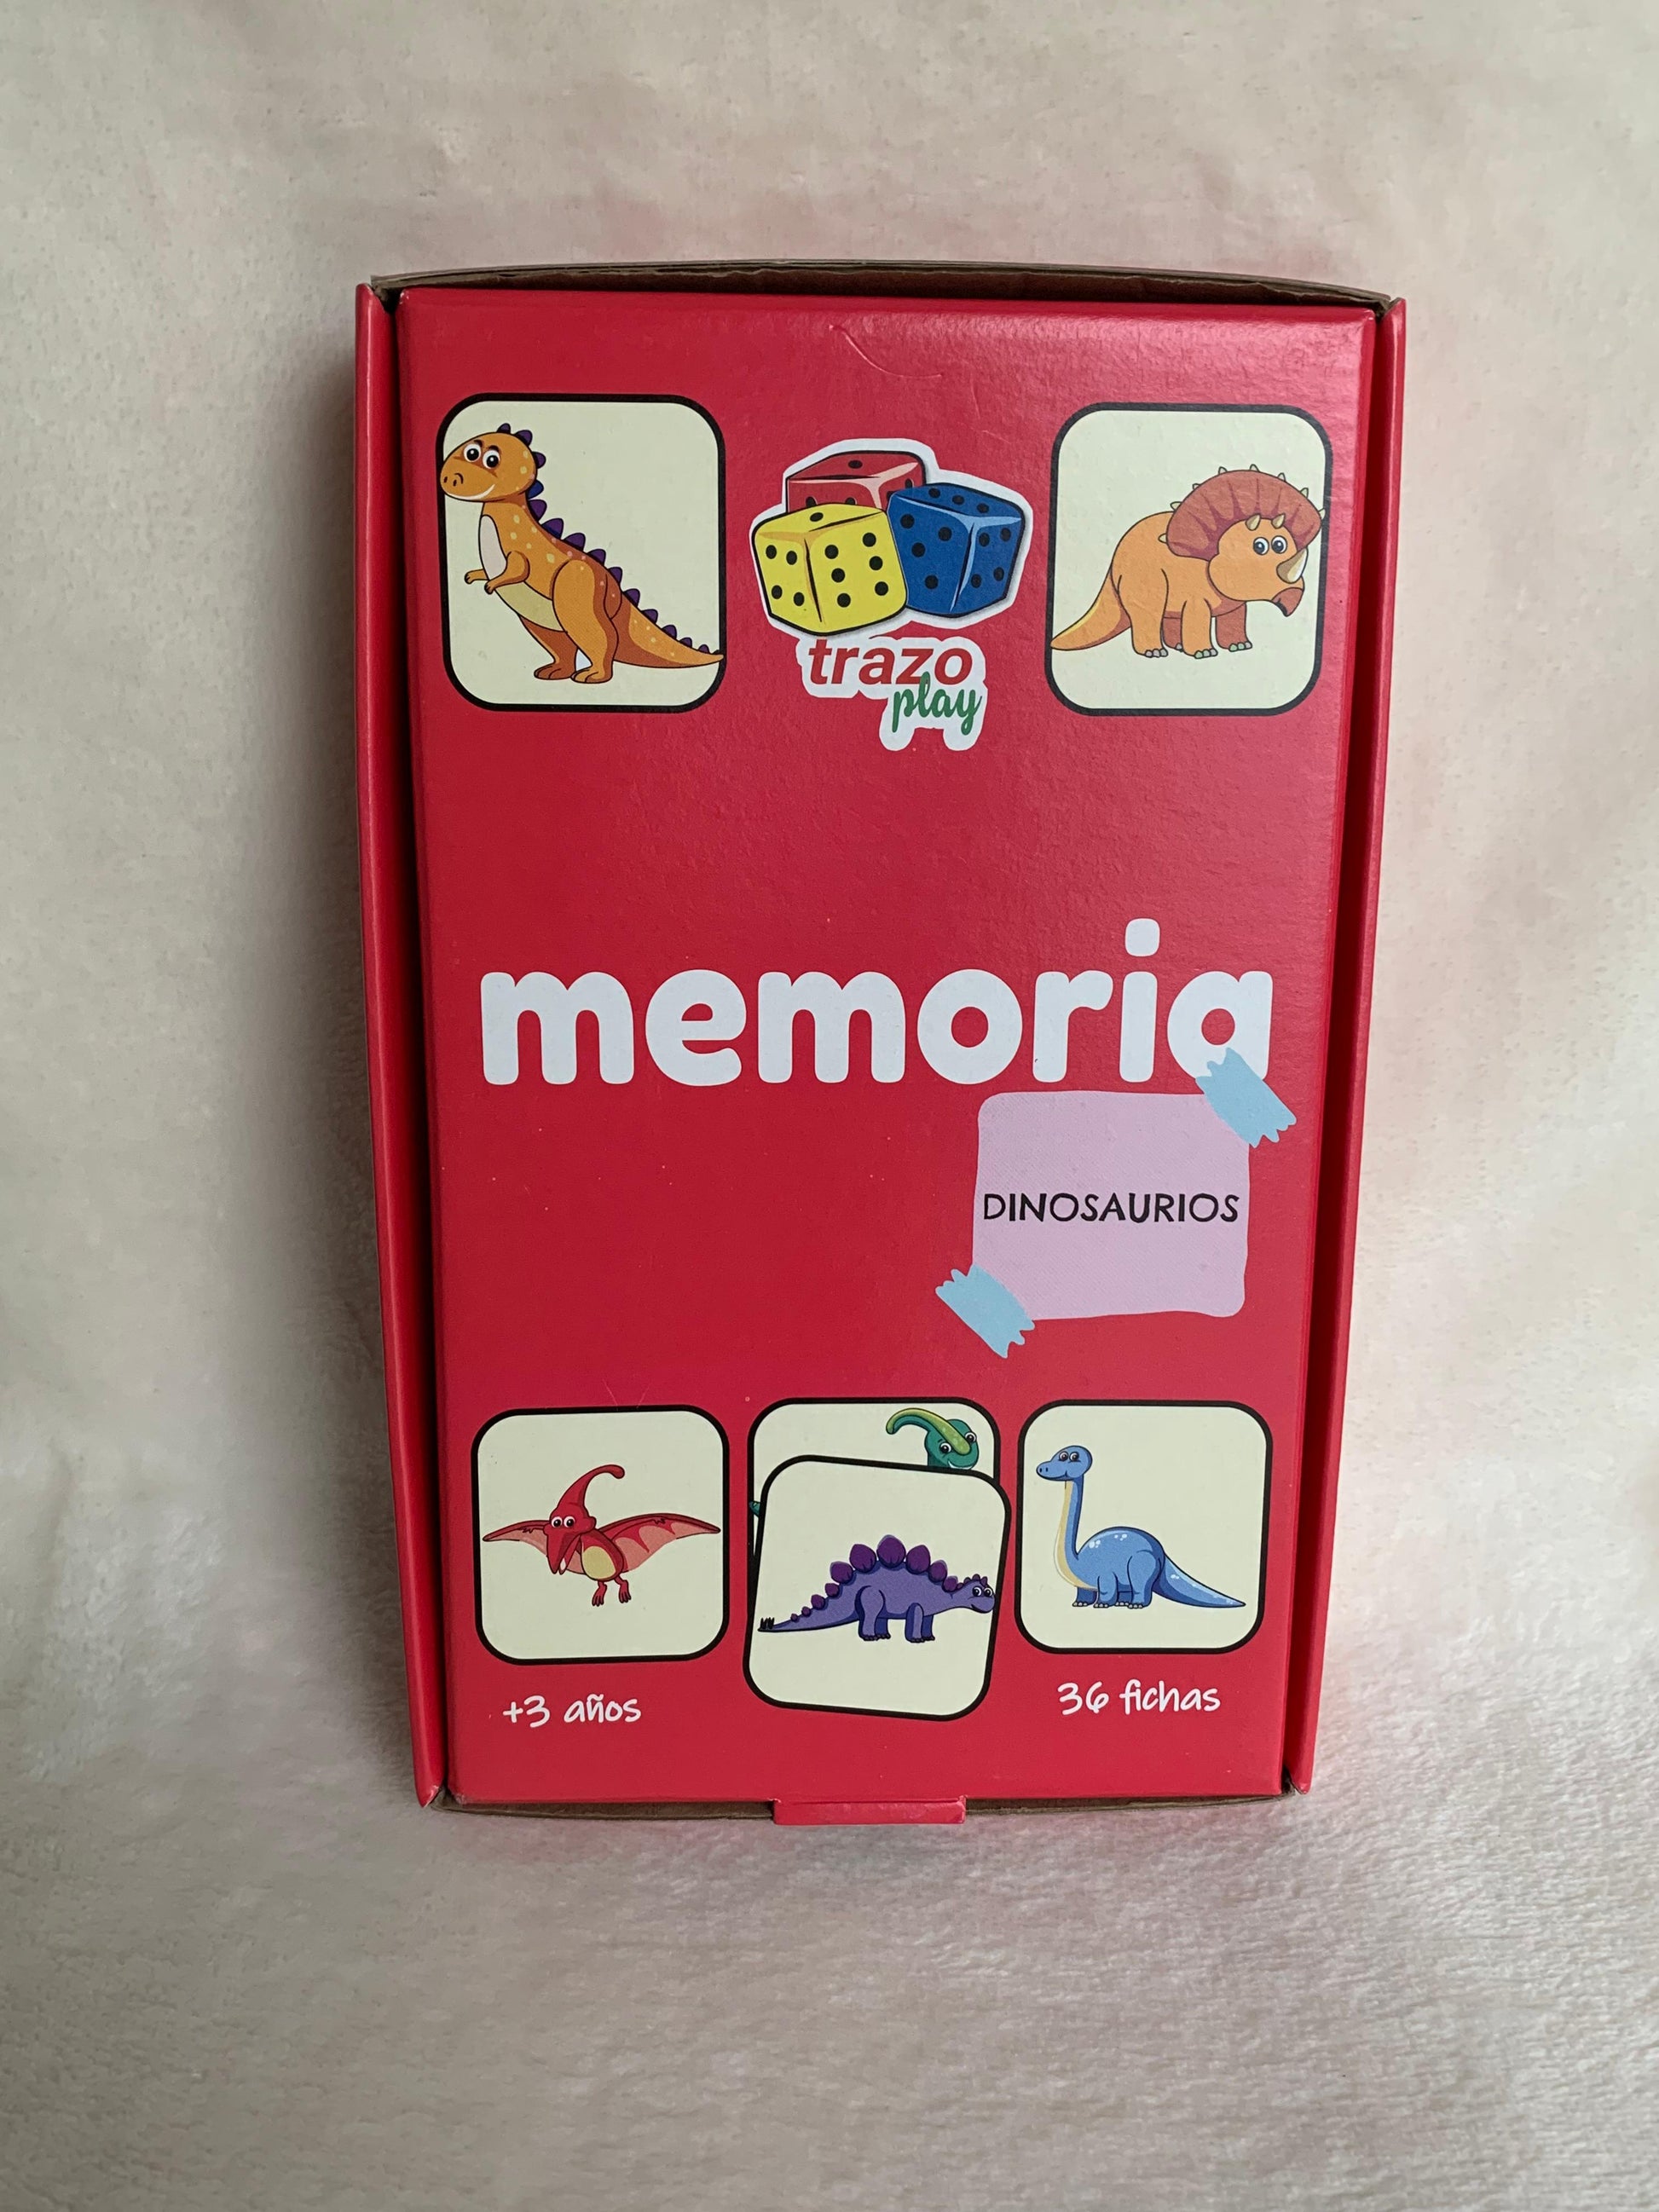 trazo
play
memoria
DINOSAURIOS
+3 años
36 fichas